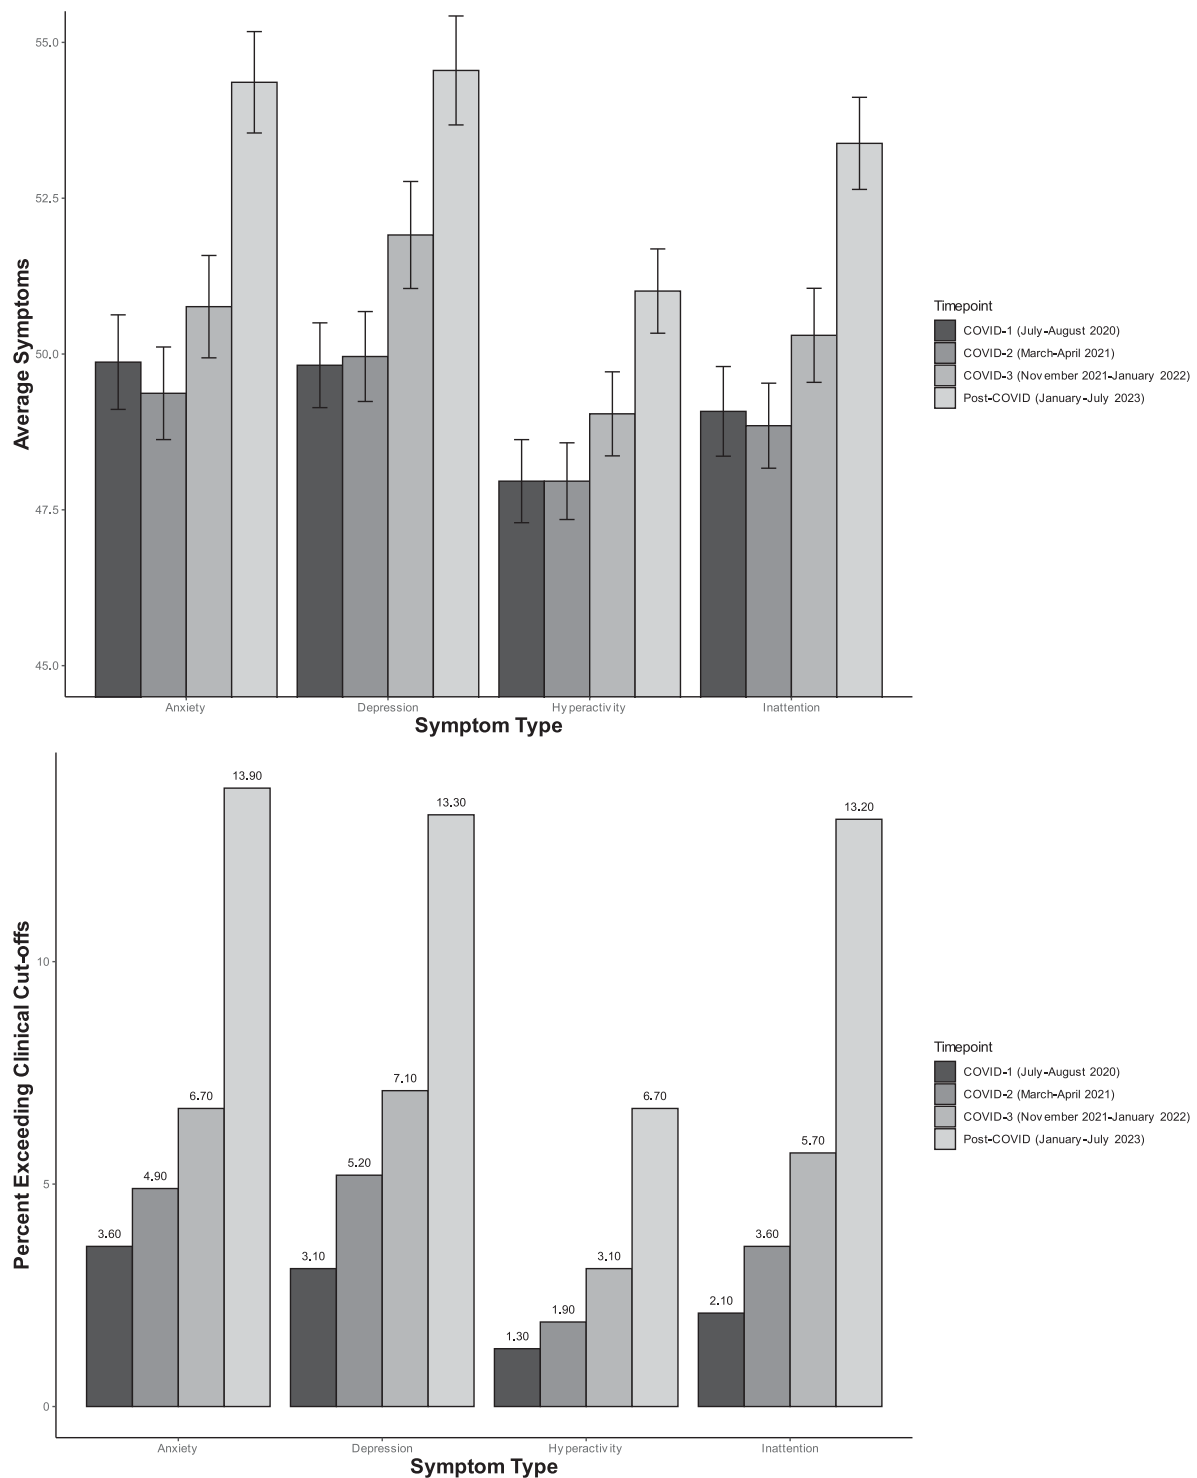 55.0
52.5
50.0
47.5
45.0
Average Symptoms
Anxiety
Depression
Hyperactivity
Inattention
Symptom Type
Timepoint
COVID-1 (July-August 2020)
COVID-2 (March-April 2021)
COVID-3 (November 2021-January 2022)
Post-COVID (January-July 2023)
13.90
13.30
13.20
10
6.70
7.10
6.70
5.70
4.90
5.20
5
3.60
3.10
3.10
3.60
1.30
1.90
2.10
0
Percent Exceeding Clinical Cut-offs
Anxiety
Depression
Hyperactivity
Inattention
Symptom Type
Timepoint
COVID-1 (July-August 2020)
COVID-2 (March-April 2021)
COVID-3 (November 2021-January 2022)
Post-COVID (January-July 2023)